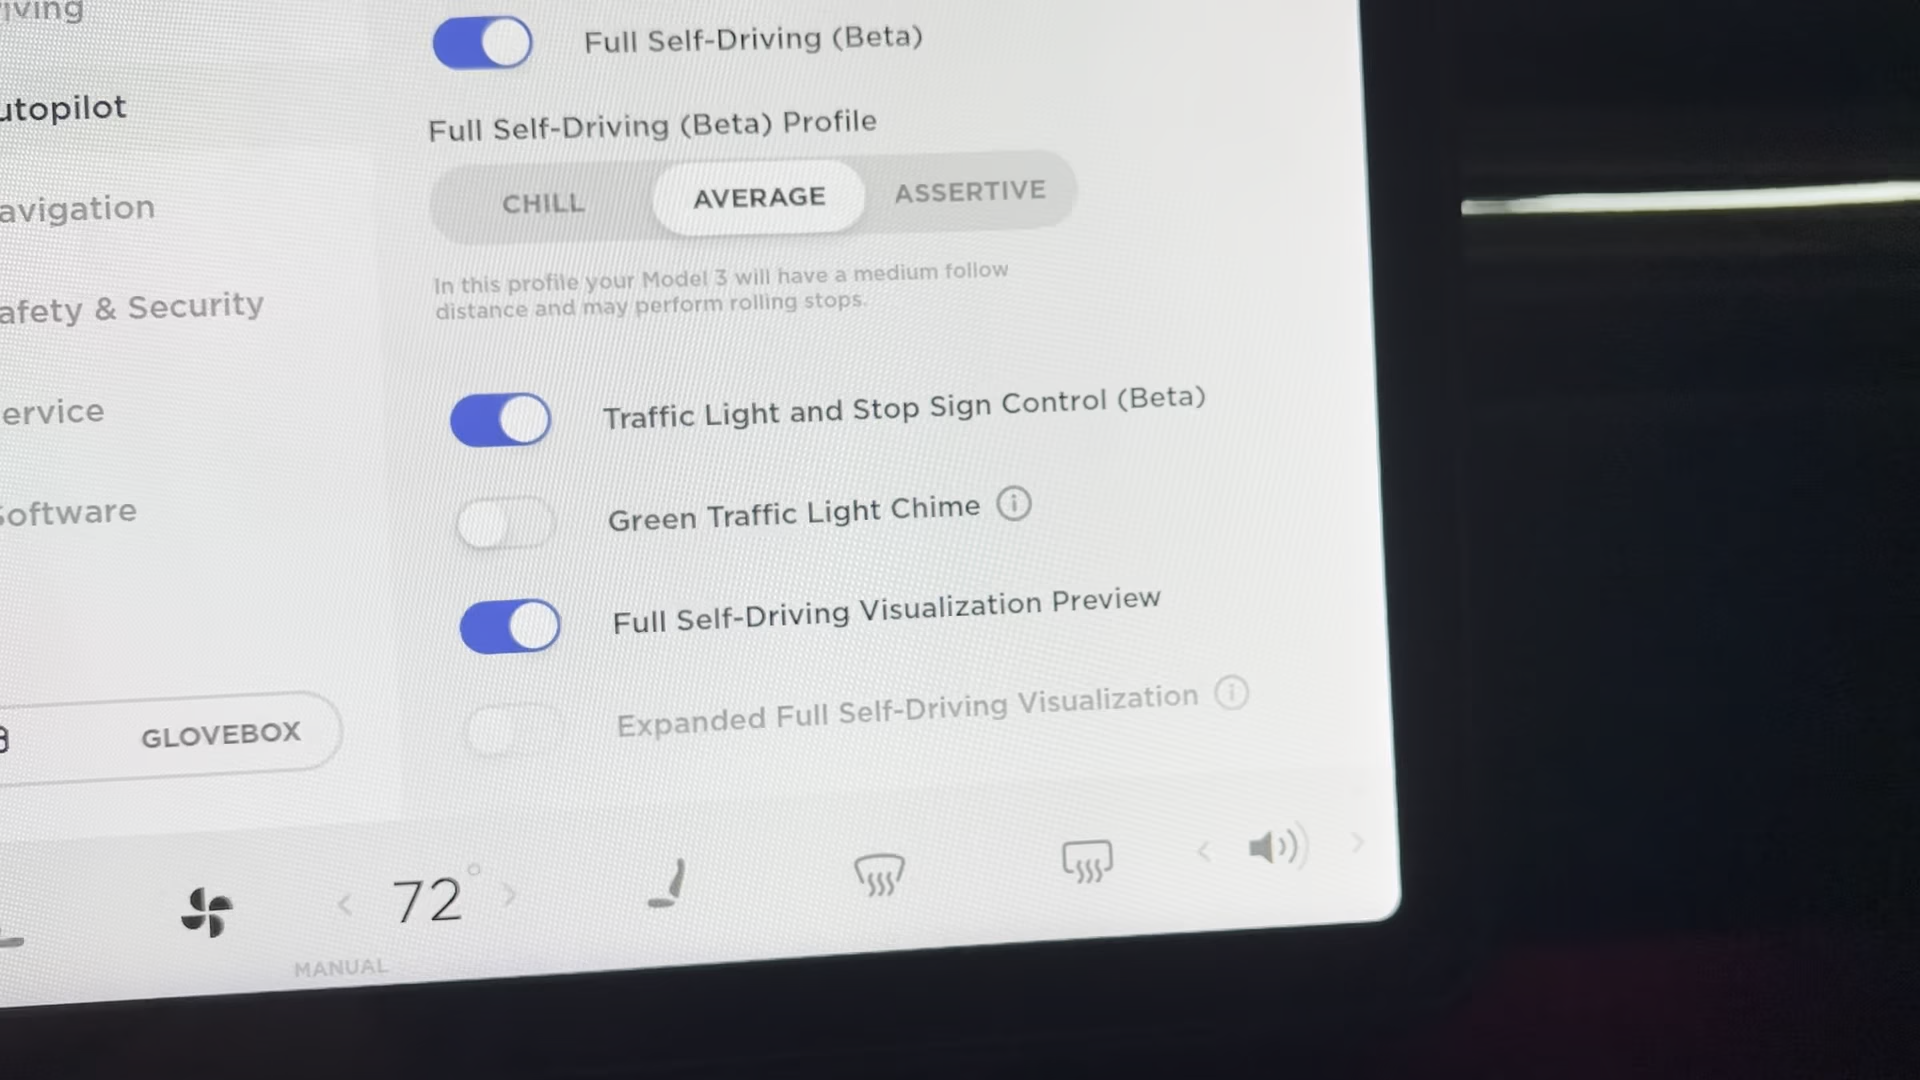 iving
utopilot
avigation
afety & Security
ervice
Software
GLOVEBOX
Full Self-Driving (Beta)
Full Self-Driving (Beta) Profile
CHILL
AVERAGE
ASSERTIVE
In this profile your Model 3 will have a medium follow
distance and may perform rolling stops.
Traffic Light and Stop Sign Control (Beta)
Green Traffic Light Chime
Full Self-Driving Visualization Preview
Expanded Full Self-Driving Visualization
72°
MANUAL